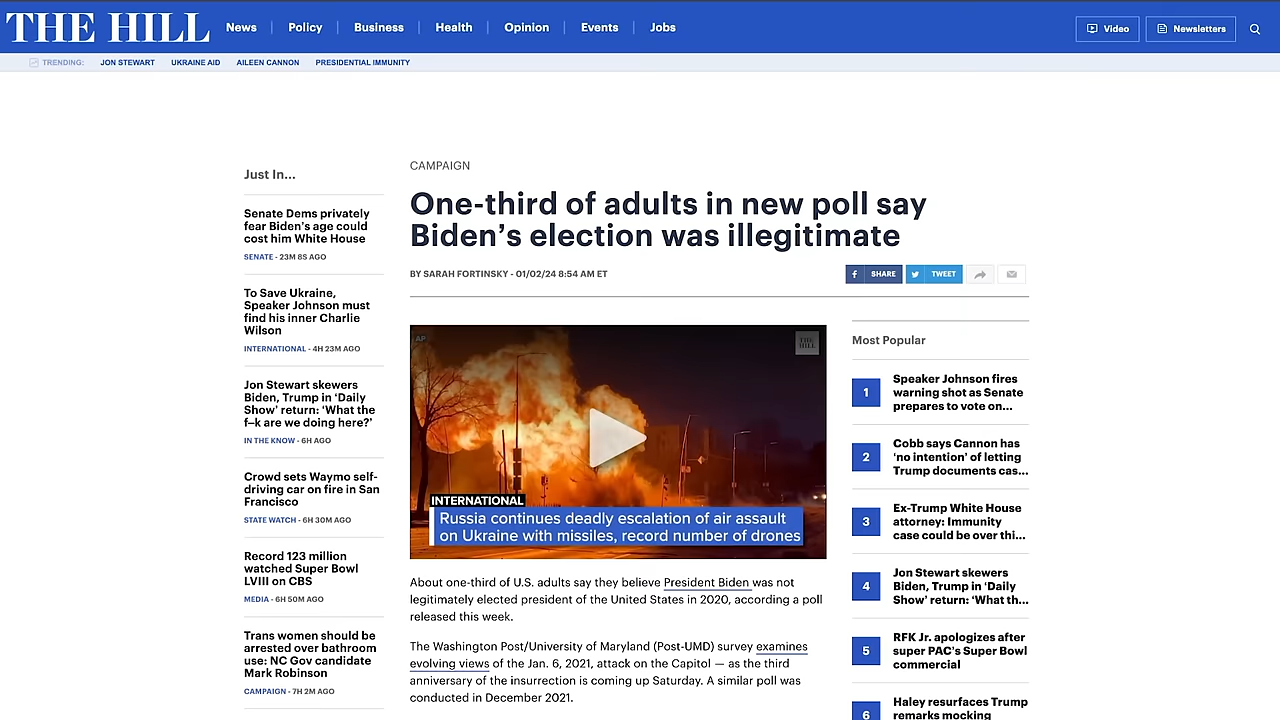 THE HILL
News
Policy
Business
Health
Opinion
Events
Jobs
Video
Newsletters
TRENDING:
JON STEWART
UKRAINE AID
AILEEN CANNON
PRESIDENTIAL IMMUNITY
Just In...
Senate Dems privately
fear Biden's age could
cost him White House
SENATE - 23M 8S AGO
To Save Ukraine,
Speaker Johnson must
find his inner Charlie
Wilson
INTERNATIONAL - 4H 23M AGO
Jon Stewart skewers
Biden, Trump in ‘Daily
Show’ return: ‘What the
f—k are we doing here?’
IN THE KNOW - 6H AGO
Crowd sets Waymo self-
driving car on fire in San
Francisco
STATE WATCH - 6H 30M AGO
Record 123 million
watched Super Bowl
LVIII on CBS
MEDIA - 6H 50M AGO
Trans women should be
arrested over bathroom
use: NC Gov candidate
Mark Robinson
CAMPAIGN - 7H 2M AGO
CAMPAIGN
One-third of adults in new poll say
Biden’s election was illegitimate
BY SARAH FORTINSKY - 01/02/24 8:54 AM ET
SHARE
TWEET
AP
THE
HILL
INTERNATIONAL
Russia continues deadly escalation of air assault
on Ukraine with missiles, record number of drones
About one-third of U.S. adults say they believe President Biden was not
legitimately elected president of the United States in 2020, according a poll
released this week.
The Washington Post/University of Maryland (Post-UMD) survey examines
evolving views of the Jan. 6, 2021, attack on the Capitol — as the third
anniversary of the insurrection is coming up Saturday. A similar poll was
conducted in December 2021.
Most Popular
1
Speaker Johnson fires
warning shot as Senate
prepares to vote on...
2
Cobb says Cannon has
‘no intention’ of letting
Trump documents cas...
3
Ex-Trump White House
attorney: Immunity
case could be over thi...
4
Jon Stewart skewers
Biden, Trump in ‘Daily
Show’ return: ‘What th...
5
RFK Jr. apologizes after
super PAC’s Super Bowl
commercial
6
Haley resurfaces Trump
remarks mocking